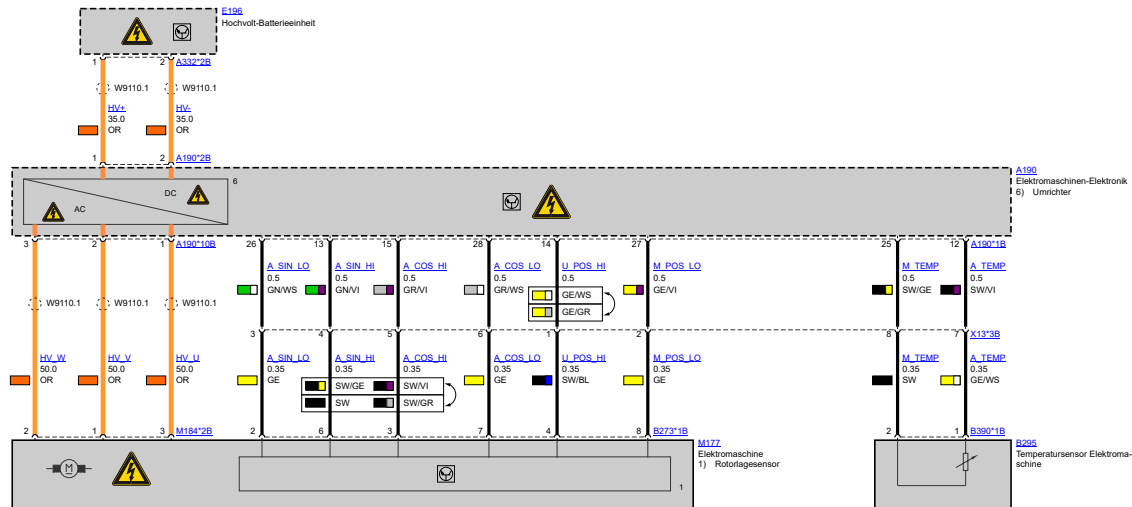 E196
Hochvolt-Batterieeinheit
1 2 A332*2B
W9110.1 W9110.1
HV+ HV-
35.0 35.0
OR OR
1 2 A190*2B
A190
Elektromaschinen-Elektronik
6) Umrichter
6
DC
AC
3 2 1 A190*10B 26 13 15 28 14 27 25 12 A190*1B
A_SIN_LO A_SIN_HI A_COS_HI A_COS_LO U_POS_HI M_POS_LO M_TEMP A_TEMP
0.5 0.5 0.5 0.5 0.5 0.5 0.5 0.5
GN/WS GN/VI GR/VI GR/WS GE/WS GE/VI SW/GE SW/VI
GE/GR
W9110.1 W9110.1 W9110.1
3 4 5 6 1 2 8 7 X13*3B
HV_W HV_V HV_U A_SIN_LO A_SIN_HI A_COS_HI A_COS_LO U_POS_HI M_POS_LO M_TEMP A_TEMP
50.0 50.0 50.0 0.35 0.35 0.35 0.35 0.35 0.35 0.35 0.35
OR OR OR GE SW/GE SW/VI GE SW/BL GE SW GE/WS
SW SW/GR
2 1 3 M184*2B 2 6 3 7 4 8 B273*1B 2 1 B390*1B
M177
Elektromaschine
1) Rotorlagesensor
B295
Temperatursensor Elektroma-
schine
M
1